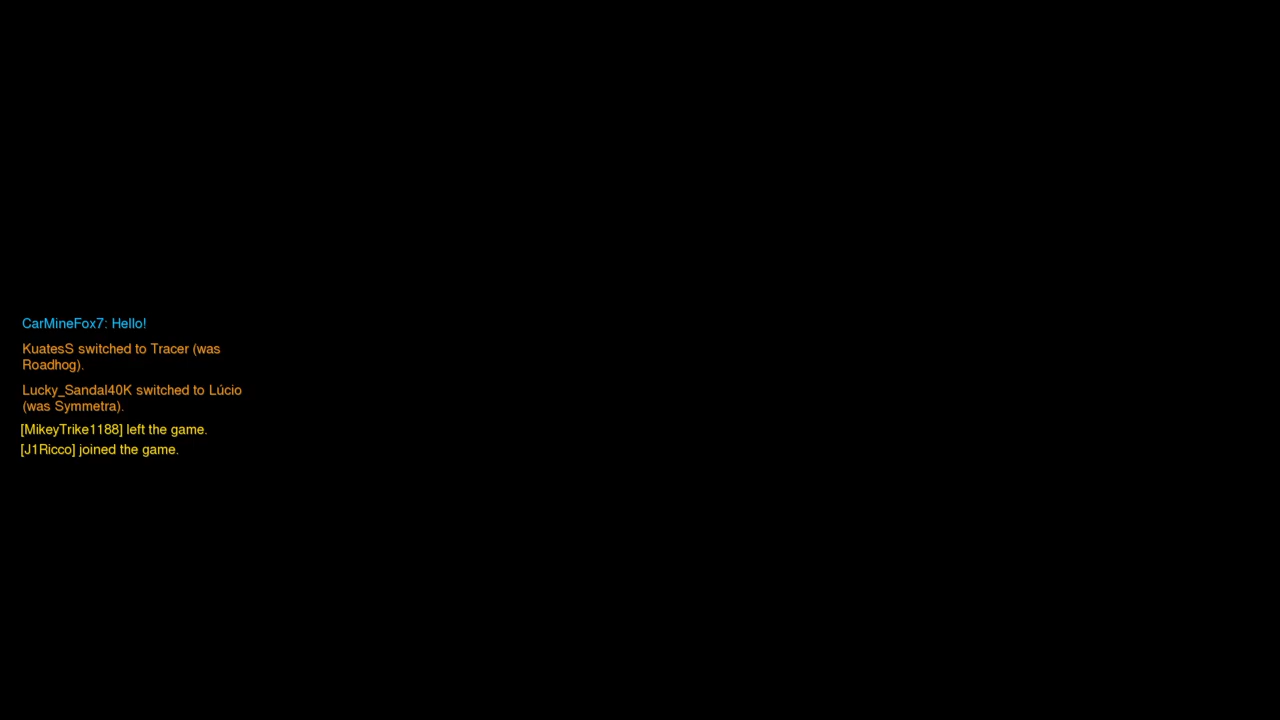 CarMineFox7: Hello!
KuatesS switched to Tracer (was
Roadhog).
Lucky_Sandal40K switched to Lúcio
(was Symmetra).
[MikeyTrike1188] left the game.
[J1Ricco] joined the game.